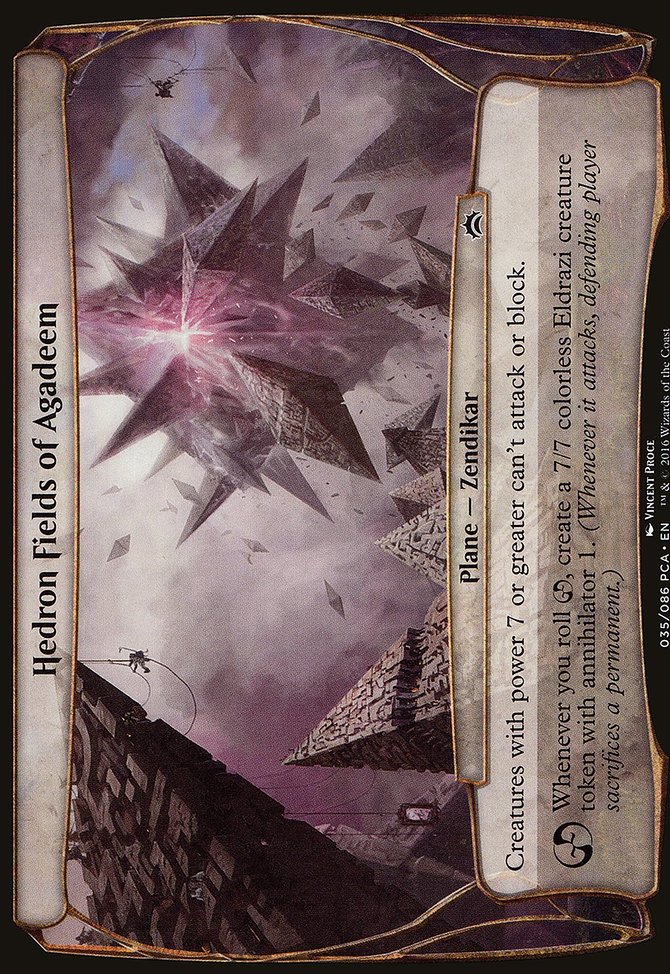 Hedron Fields of Agadeem
Plane — Zendikar
Creatures with power 7 or greater can't attack or block.
Whenever you roll , create a 7/7 colorless Eldrazi creature
token with annihilator 1. (Whenever it attacks, defending player
sacrifices a permanent.)
VINCENT PROCE
035/086 PCA • EN ™ & © 2016 Wizards of the Coast